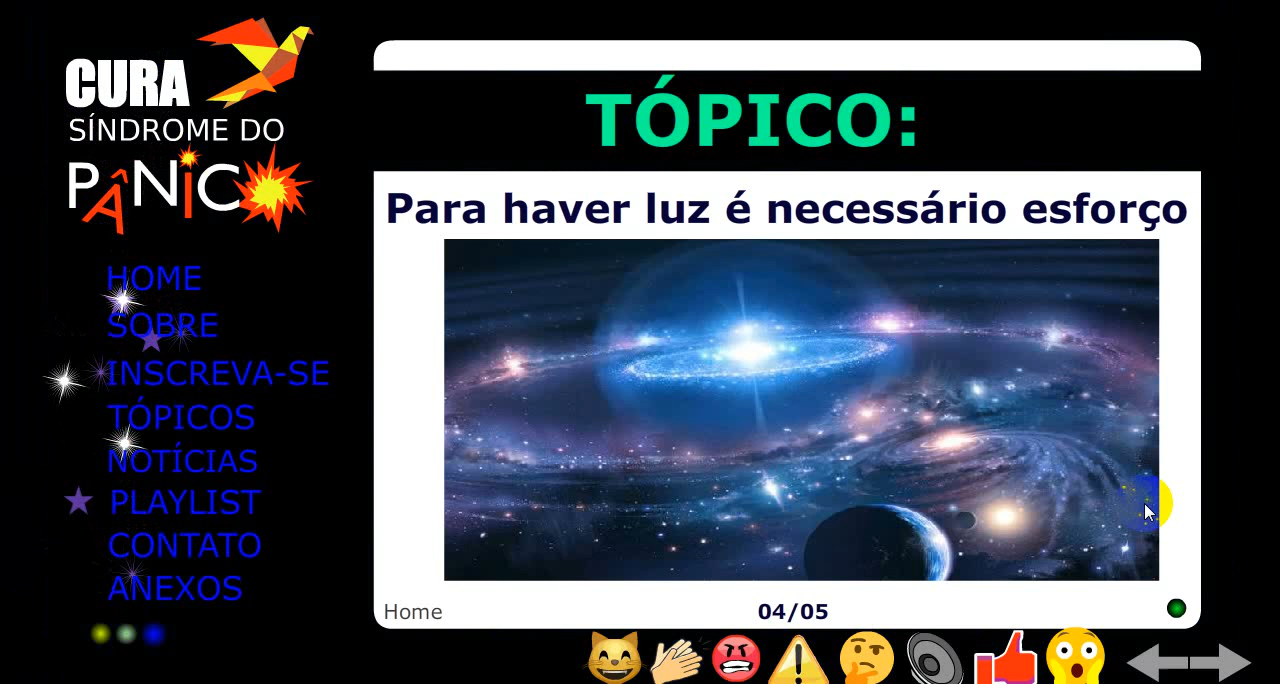 CURA
SÍNDROME DO
PÂNICO
HOME
SOBRE
INSCREVA-SE
TÓPICOS
NOTÍCIAS
PLAYLIST
CONTATO
ANEXOS
TÓPICO:
Para haver luz é necessário esforço
Home
04/05